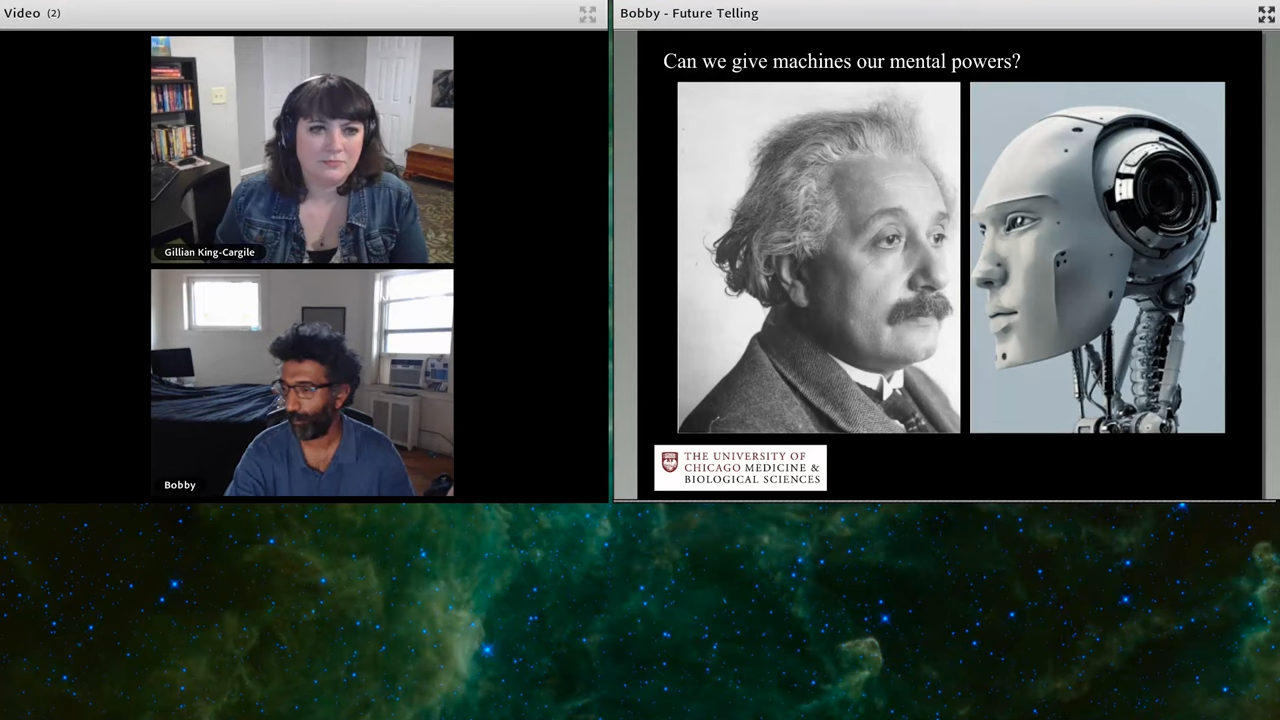 Video (2)
Gillian King-Cargile
Bobby
Bobby - Future Telling
Can we give machines our mental powers?
THE UNIVERSITY OF
CHICAGO MEDICINE &
BIOLOGICAL SCIENCES